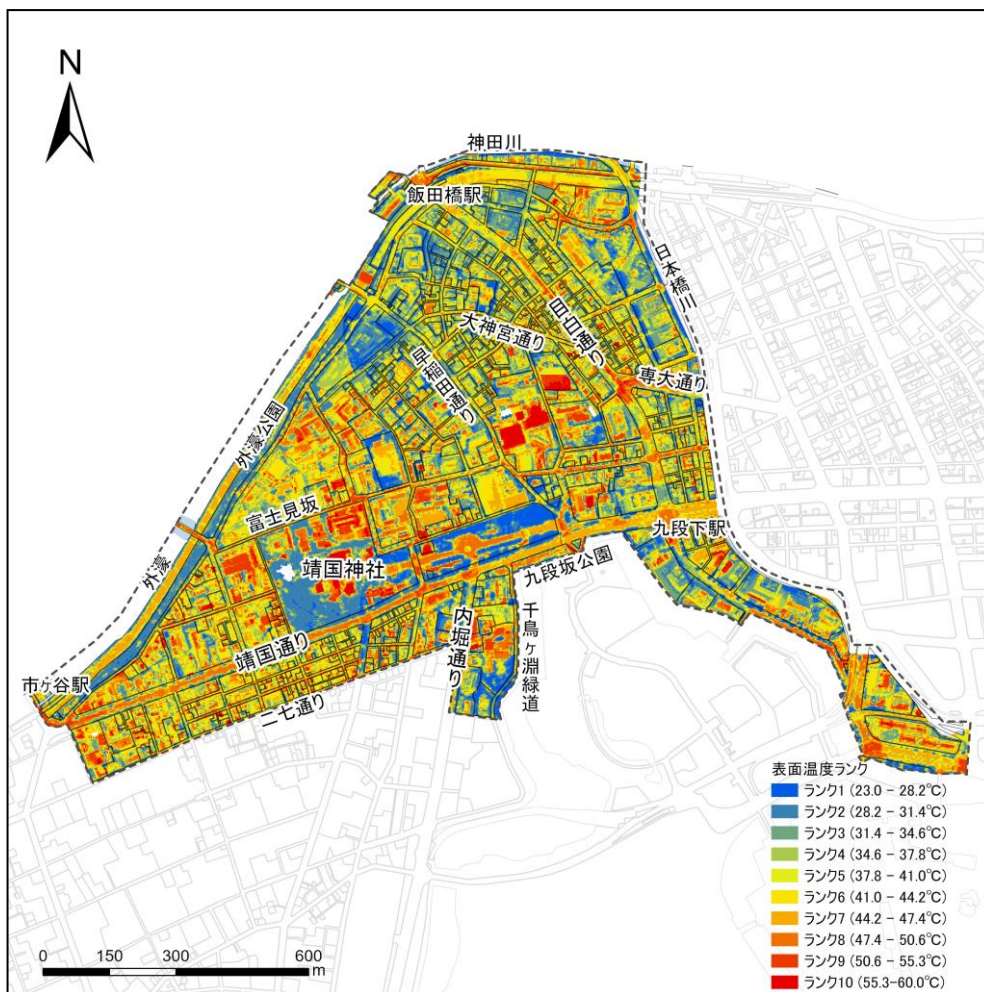 N
神田川
飯田橋駅
日本橋川
目白通り
大神宮通り
早稲田通り
専大通り
外濠公園
富士見坂
九段下駅
外濠
靖国神社
九段坂公園
千鳥ヶ淵緑道
内堀通り
靖国通り
市ヶ谷駅
二七通り
表面温度ランク
ランク1 (23.0 - 28.2℃)
ランク2 (28.2 - 31.4℃)
ランク3 (31.4 - 34.6℃)
ランク4 (34.6 - 37.8℃)
ランク5 (37.8 - 41.0℃)
ランク6 (41.0 - 44.2℃)
ランク7 (44.2 - 47.4℃)
ランク8 (47.4 - 50.6℃)
ランク9 (50.6 - 55.3℃)
ランク10 (55.3-60.0℃)
0 150 300 600
m